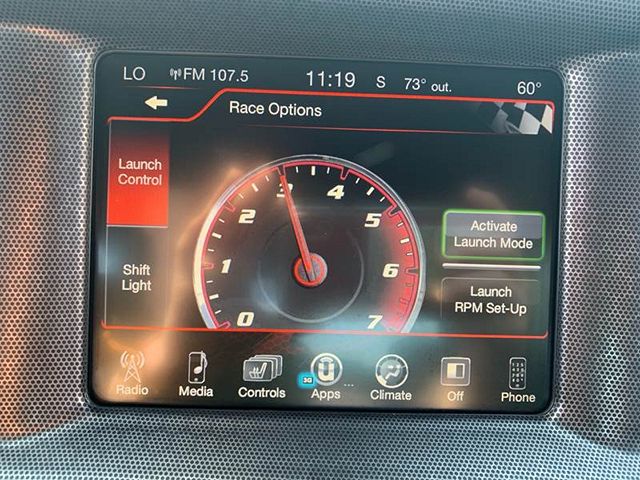 LO FM 107.5 11:19 S 73° out. 60°
Race Options
Launch
Control
Shift
Light
0
1
2
3
4
5
6
7
Activate
Launch Mode
Launch
RPM Set-Up
Radio
Media
Controls
3G
Apps
...
Climate
Off
Phone